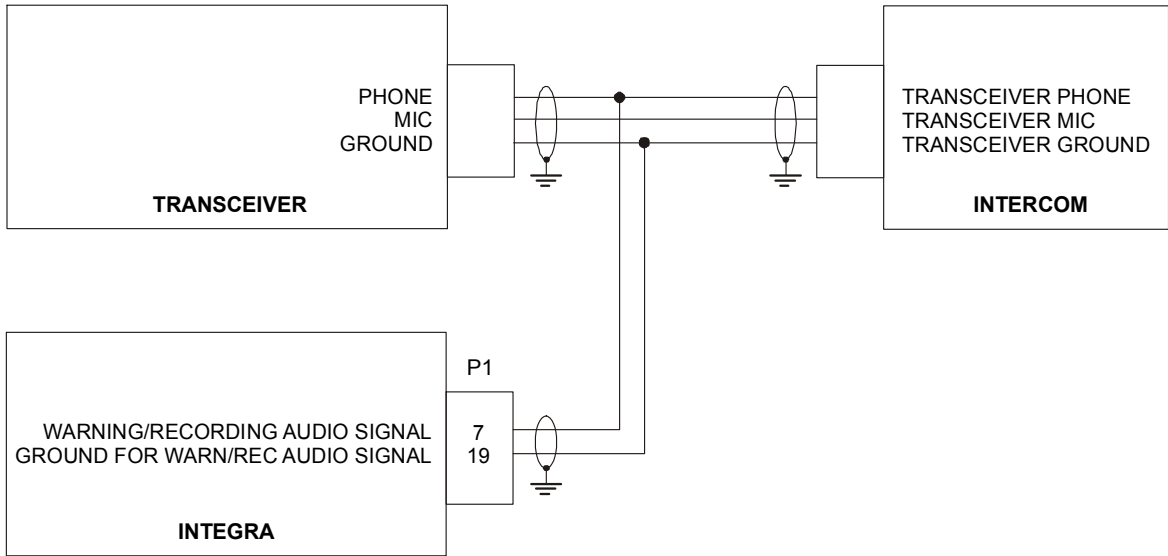 PHONE
MIC
GROUND
TRANSCEIVER
TRANSCEIVER PHONE
TRANSCEIVER MIC
TRANSCEIVER GROUND
INTERCOM
P1
WARNING/RECORDING AUDIO SIGNAL 7
GROUND FOR WARN/REC AUDIO SIGNAL 19
INTEGRA